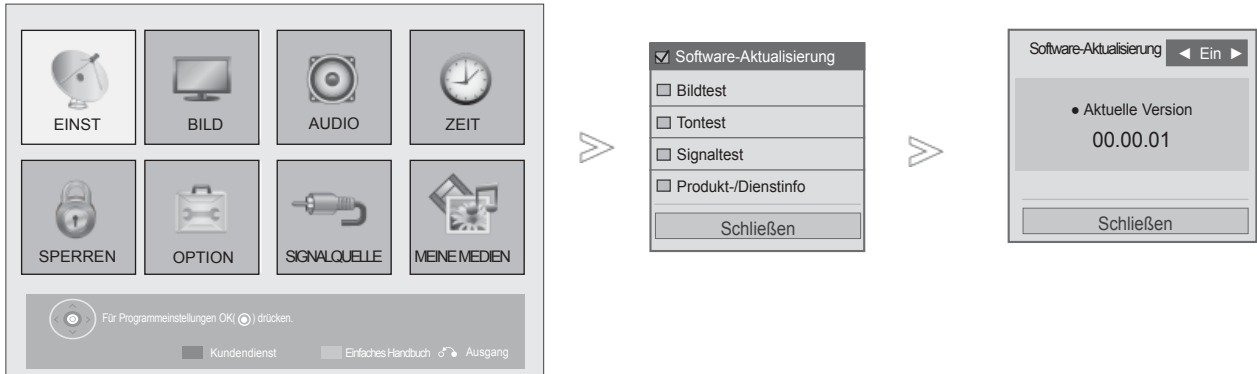 EINST
BILD
AUDIO
ZEIT
SPERREN
OPTION
SIGNALQUELLE
MEINE MEDIEN
Für Programmeinstellungen OK( ) drücken.
Kundendienst
Einfaches Handbuch
Ausgang
Software-Aktualisierung
Bildtest
Tontest
Signaltest
Produkt-/Dienstinfo
Schließen
Software-Aktualisierung ◄ Ein ►
● Aktuelle Version
00.00.01
Schließen